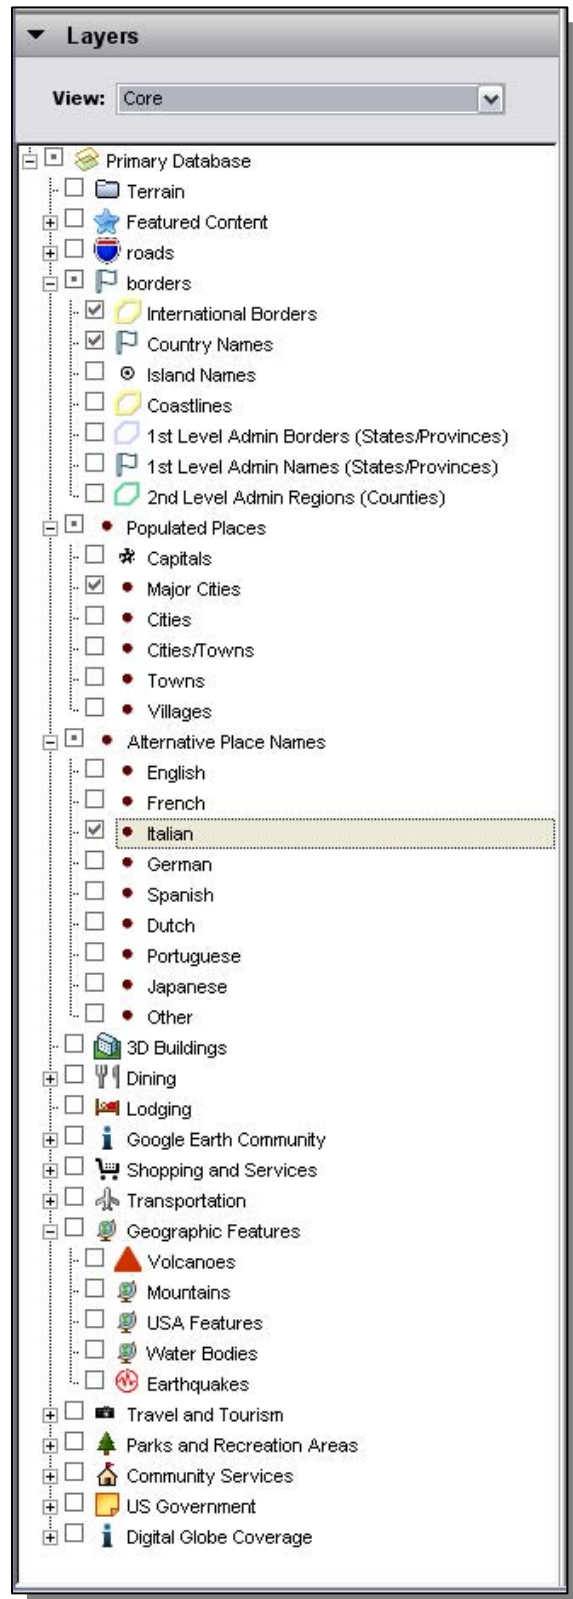 Layers
View: Core
Primary Database
Terrain
Featured Content
roads
borders
International Borders
Country Names
Island Names
Coastlines
1st Level Admin Borders (States/Provinces)
1st Level Admin Names (States/Provinces)
2nd Level Admin Regions (Counties)
Populated Places
Capitals
Major Cities
Cities
Cities/Towns
Towns
Villages
Alternative Place Names
English
French
Italian
German
Spanish
Dutch
Portuguese
Japanese
Other
3D Buildings
Dining
Lodging
Google Earth Community
Shopping and Services
Transportation
Geographic Features
Volcanoes
Mountains
USA Features
Water Bodies
Earthquakes
Travel and Tourism
Parks and Recreation Areas
Community Services
US Government
Digital Globe Coverage